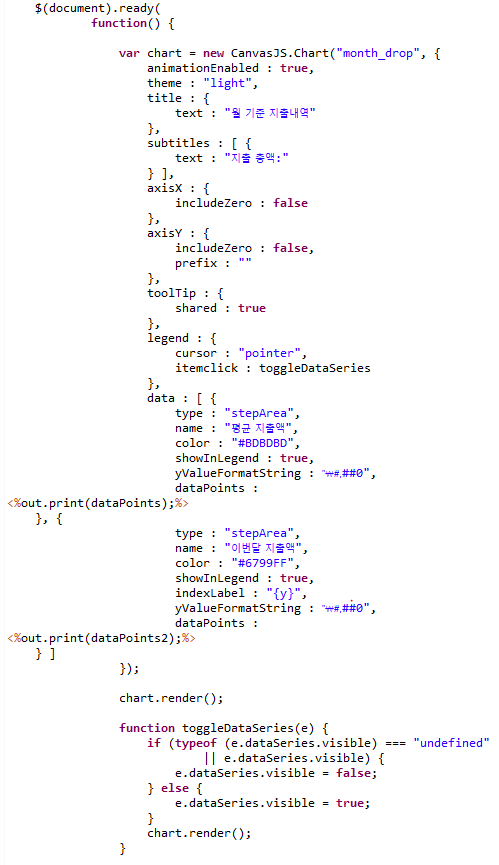 $(document).ready(
function() {
var chart = new CanvasJS.Chart("month_drop", {
animationEnabled : true,
theme : "light",
title : {
text : "월 기준 지출내역"
},
subtitles : [ {
text : "지출 총액:"
} ],
axisX : {
includeZero : false
},
axisY : {
includeZero : false,
prefix : ""
},
toolTip : {
shared : true
},
legend : {
cursor : "pointer",
itemclick : toggleDataSeries
},
data : [ {
type : "stepArea",
name : "평균 지출액",
color : "#BDBDBD",
showInLegend : true,
yValueFormatString : "₩#,##0",
dataPoints :
<%out.print(dataPoints);%>
}, {
type : "stepArea",
name : "이번달 지출액",
color : "#6799FF",
showInLegend : true,
indexLabel : "{y}",
yValueFormatString : "₩#,##0",
dataPoints :
<%out.print(dataPoints2);%>
} ]
});
chart.render();
function toggleDataSeries(e) {
if (typeof (e.dataSeries.visible) === "undefined"
|| e.dataSeries.visible) {
e.dataSeries.visible = false;
} else {
e.dataSeries.visible = true;
}
chart.render();
}